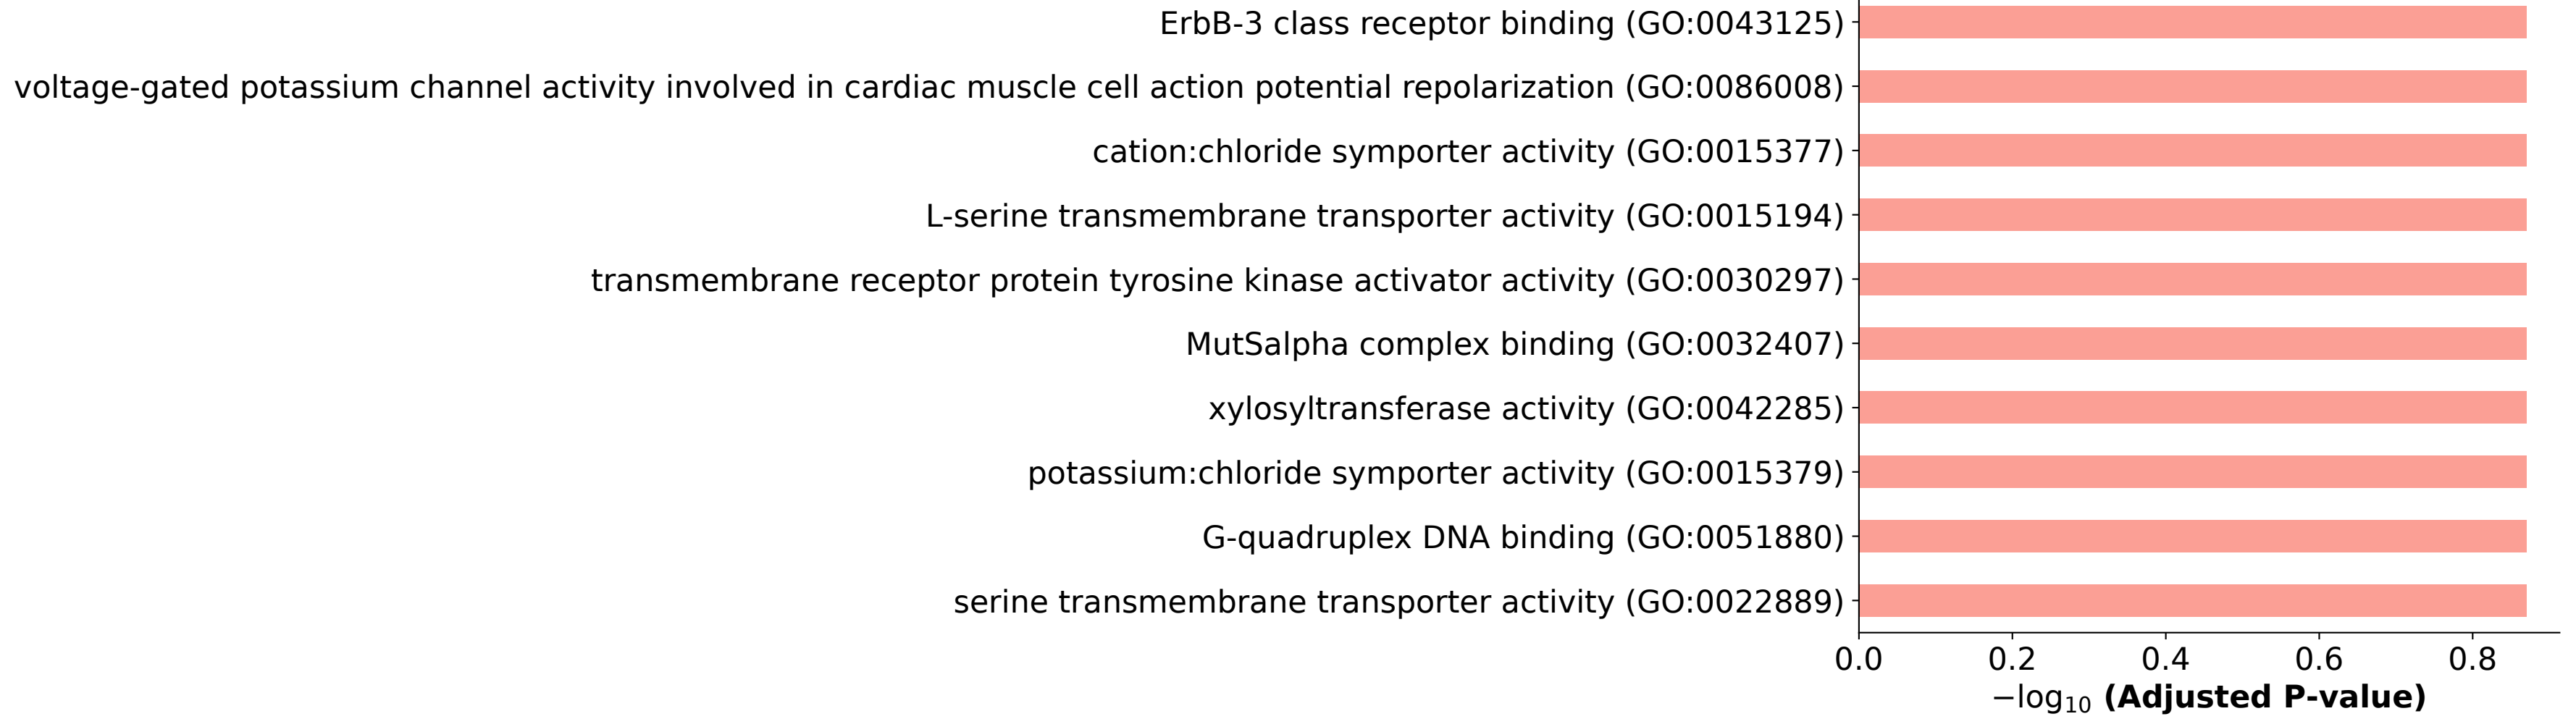 ErbB-3 class receptor binding (GO:0043125)
voltage-gated potassium channel activity involved in cardiac muscle cell action potential repolarization (GO:0086008)
cation:chloride symporter activity (GO:0015377)
L-serine transmembrane transporter activity (GO:0015194)
transmembrane receptor protein tyrosine kinase activator activity (GO:0030297)
MutSalpha complex binding (GO:0032407)
xylosyltransferase activity (GO:0042285)
potassium:chloride symporter activity (GO:0015379)
G-quadruplex DNA binding (GO:0051880)
serine transmembrane transporter activity (GO:0022889)
0.0 0.2 0.4 0.6 0.8
−log₁₀ (Adjusted P-value)